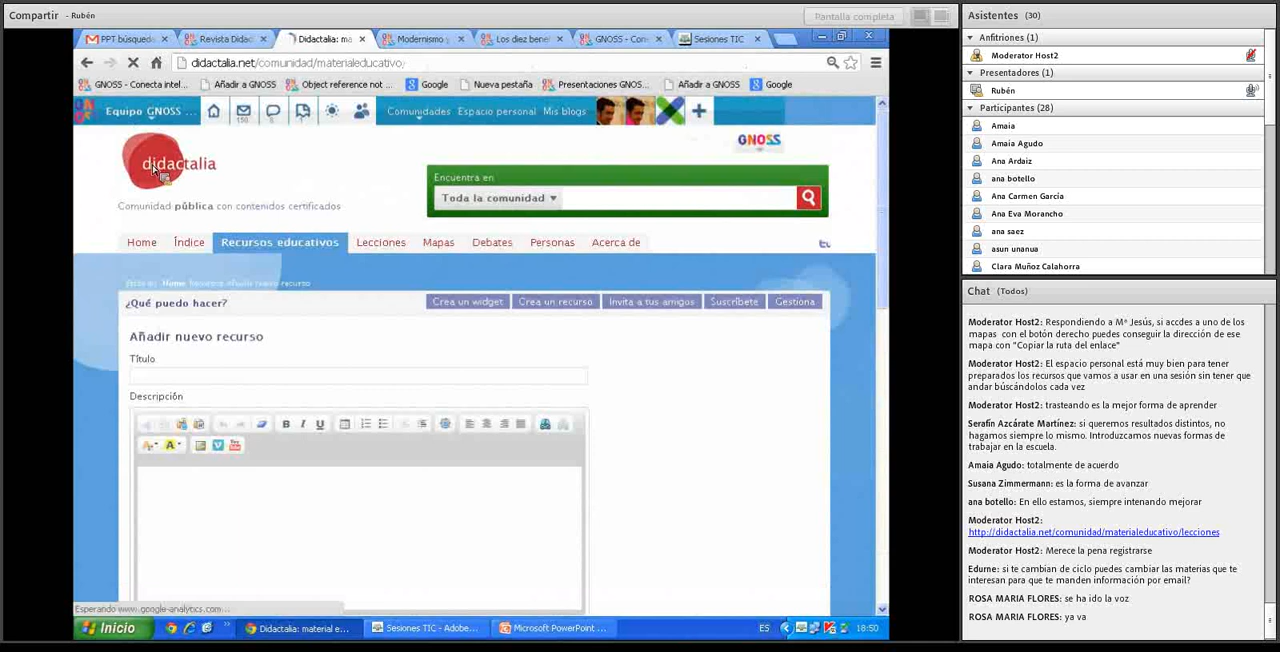 Compartir - Rubén
Pantalla completa
PPT búsqued
Revista Didac
Didactalia: ma
Modernismo y
Los diez bene
GNOSS - Con
Sesiones TIC
didactalia.net/comunidad/materialeducativo/
GNOSS - Conecta intel...
Añadir a GNOSS
Object reference not ...
Google
Nueva pestaña
Presentaciones GNOSS...
Añadir a GNOSS
Google
Equipo GNOSS ...
150
Comunidades
Espacio personal
Mis blogs
GNOSS
didactalia
Comunidad pública con contenidos certificados
Encuentra en
Toda la comunidad
Home
Índice
Recursos educativos
Lecciones
Mapas
Debates
Personas
Acerca de
¿Qué puedo hacer?
Crea un widget
Crea un recurso
Invita a tus amigos
Suscríbete
Gestiona
Añadir nuevo recurso
Título
Descripción
B I U
Esperando www.google-analytics.com...
Inicio
Didactalia: material e...
Sesiones TIC - Adobe...
Microsoft PowerPoint ...
ES
18:50
Asistentes (30)
Anfitriones (1)
Moderator Host2
Presentadores (1)
Rubén
Participantes (28)
Amaia
Amaia Agudo
Ana Ardaiz
ana botello
Ana Carmen García
Ana Eva Morancho
ana saez
asun unanua
Clara Muñoz Calahorra
Chat (Todos)
Moderator Host2: Respondiendo a Mª Jesús, si accdes a uno de los
mapas con el botón derecho puedes conseguir la dirección de ese
mapa con "Copiar la ruta del enlace"
Moderator Host2: El espacio personal está muy bien para tener
preparados los recursos que vamos a usar en una sesión sin tener que
andar búscándolos cada vez
Moderator Host2: trasteando es la mejor forma de aprender
Serafín Azcárate Martínez: si queremos resultados distintos, no
hagamos siempre lo mismo. Introduzcamos nuevas formas de
trabajar en la escuela.
Amaia Agudo: totalmente de acuerdo
Susana Zimmermann: es la forma de avanzar
ana botello: En ello estamos, siempre intenando mejorar
Moderator Host2:
http://didactalia.net/comunidad/materialeducativo/lecciones
Moderator Host2: Merece la pena registrarse
Edurne: si te cambian de ciclo puedes cambiar las materias que te
interesan para que te manden información por email?
ROSA MARIA FLORES: se ha ido la voz
ROSA MARIA FLORES: ya va